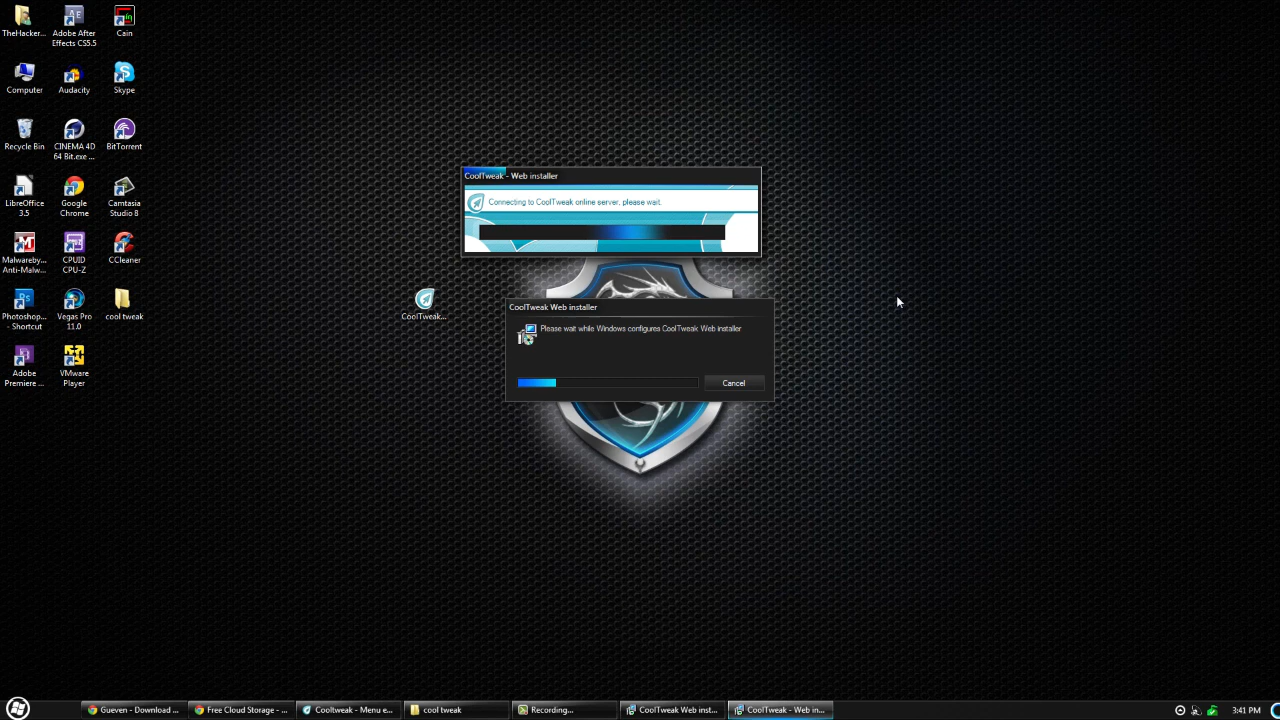 TheHacker...
Adobe After
Effects CS5.5
Cain
Computer
Audacity
Skype
Recycle Bin
CINEMA 4D
64 Bit.exe ...
BitTorrent
LibreOffice
3.5
Google
Chrome
Camtasia
Studio 8
Malwareby...
Anti-Malw...
CPUID
CPU-Z
CCleaner
Photoshop...
- Shortcut
Vegas Pro
11.0
cool tweak
Adobe
Premiere ...
VMware
Player
CoolTweak...
CoolTweak - Web installer
Connecting to CoolTweak online server, please wait.
CoolTweak Web installer
Please wait while Windows configures CoolTweak Web installer
Cancel
Gueven - Download ...
Free Cloud Storage - ...
Cooltweak - Menu e...
cool tweak
Recording...
CoolTweak Web inst...
CoolTweak - Web in...
3:41 PM